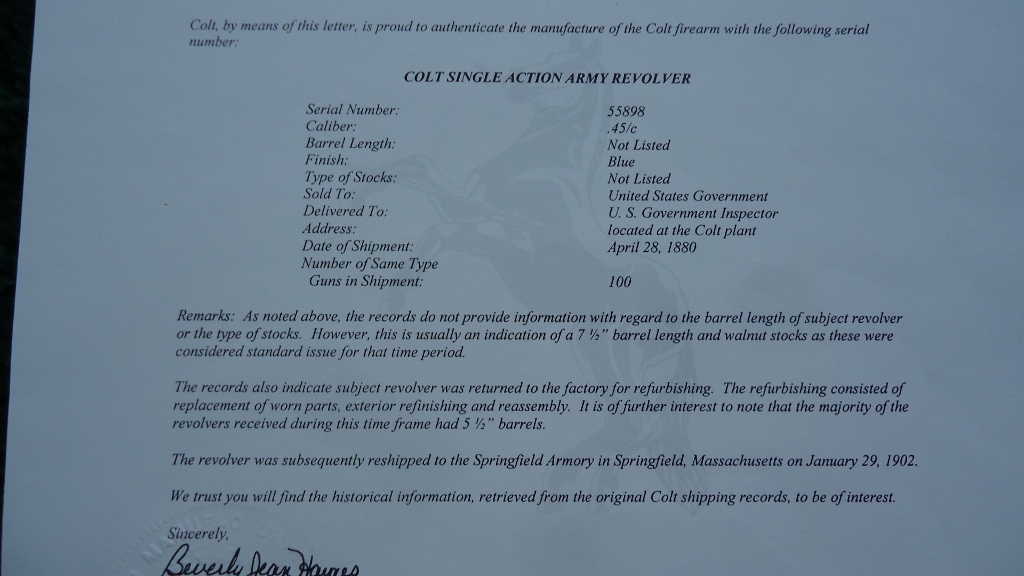 Colt, by means of this letter, is proud to authenticate the manufacture of the Colt firearm with the following serial
number:
COLT SINGLE ACTION ARMY REVOLVER
Serial Number: 55898
Caliber: .45/c
Barrel Length: Not Listed
Finish: Blue
Type of Stocks: Not Listed
Sold To: United States Government
Delivered To: U. S. Government Inspector
Address: located at the Colt plant
Date of Shipment: April 28, 1880
Number of Same Type
Guns in Shipment: 100
Remarks: As noted above, the records do not provide information with regard to the barrel length of subject revolver
or the type of stocks. However, this is usually an indication of a 7 ½" barrel length and walnut stocks as these were
considered standard issue for that time period.
The records also indicate subject revolver was returned to the factory for refurbishing. The refurbishing consisted of
replacement of worn parts, exterior refinishing and reassembly. It is of further interest to note that the majority of the
revolvers received during this time frame had 5 ½" barrels.
The revolver was subsequently reshipped to the Springfield Armory in Springfield, Massachusetts on January 29, 1902.
We trust you will find the historical information, retrieved from the original Colt shipping records, to be of interest.
Sincerely,
Beverly Jean Haynes